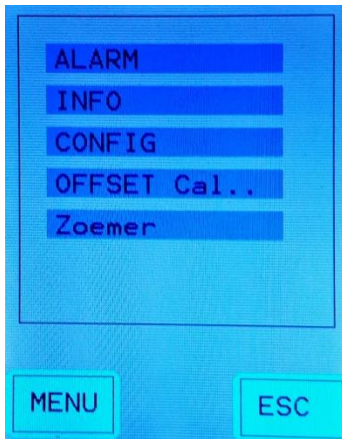 ALARM
INFO
CONFIG
OFFSET Cal..
Zoemer
MENU
ESC